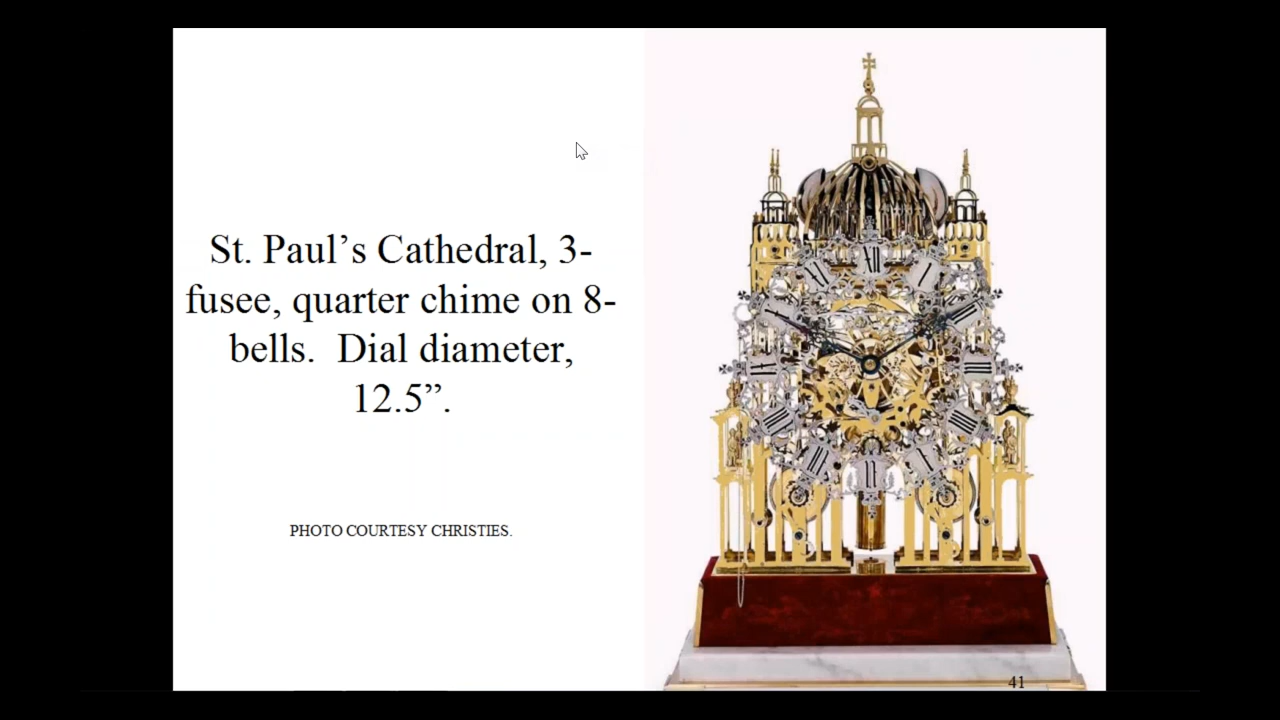 St. Paul’s Cathedral, 3-
fusee, quarter chime on 8-
bells.  Dial diameter,
12.5”.
PHOTO COURTESY CHRISTIES.
41